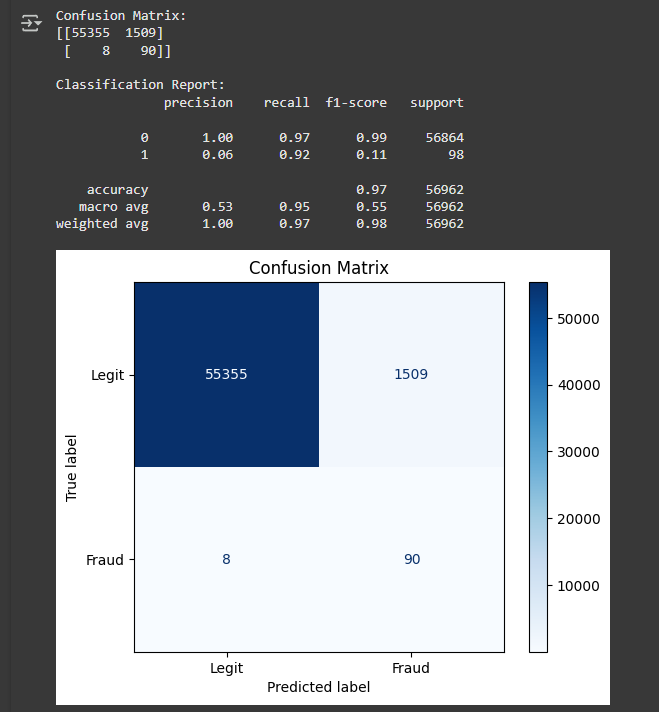 Confusion Matrix:
[[55355  1509]
 [    8    90]]
Classification Report:
              precision    recall  f1-score   support
           0       1.00      0.97      0.99     56864
           1       0.06      0.92      0.11        98
    accuracy                           0.97     56962
   macro avg       0.53      0.95      0.55     56962
weighted avg       1.00      0.97      0.98     56962
Confusion Matrix
Legit 55355 1509
Fraud 8 90
True label
Legit Fraud
Predicted label
50000
40000
30000
20000
10000